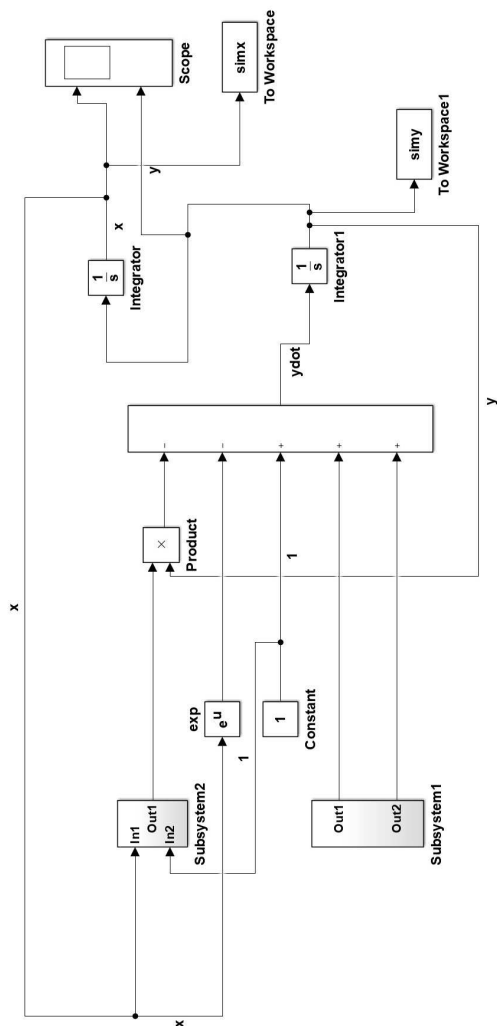 x
x
In1
Out1
In2
Subsystem2
exp
e^u
1
1
Constant
Out1
Out2
Subsystem1
×
Product
1
−
−
+
+
+
ydot
1
s
Integrator
x
1
s
Integrator1
y
y
Scope
simx
To Workspace
simy
To Workspace1